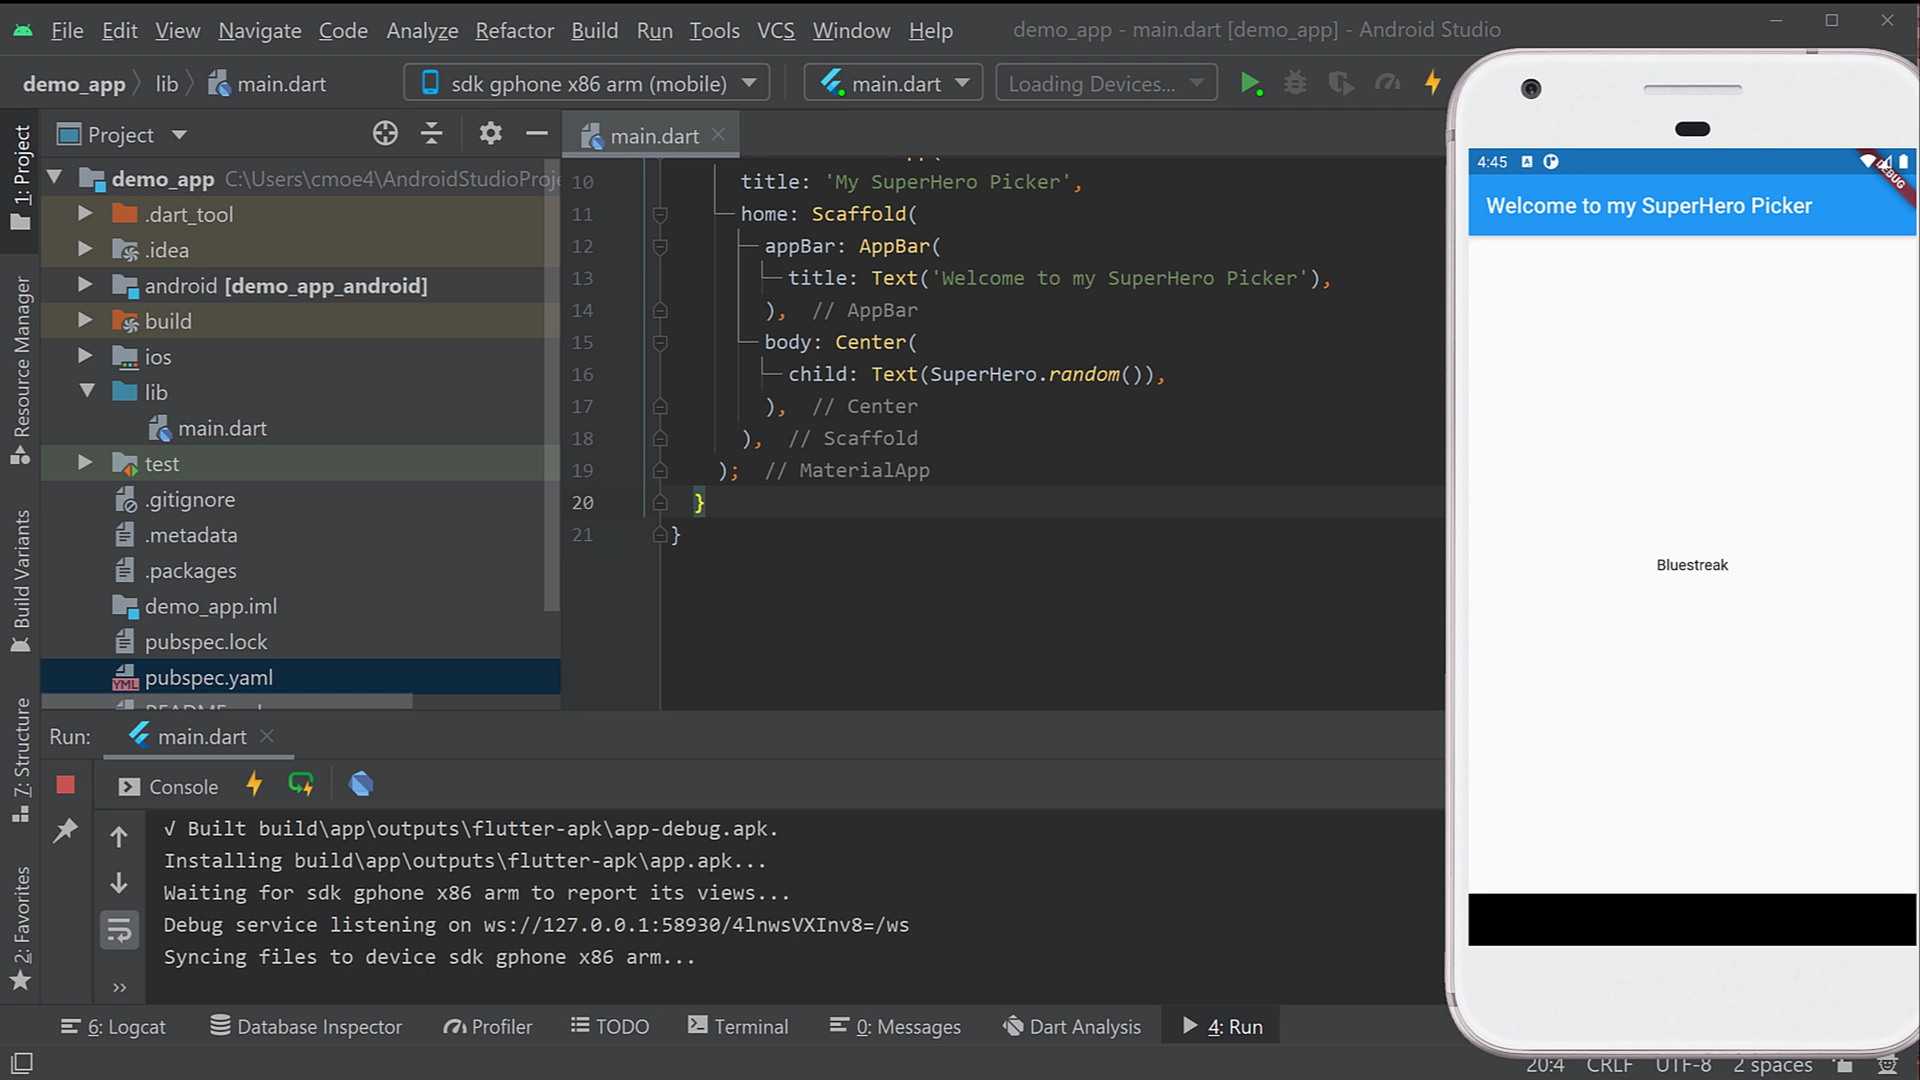 File Edit View Navigate Code Analyze Refactor Build Run Tools VCS Window Help demo_app - main.dart [demo_app] - Android Studio
demo_app lib main.dart sdk gphone x86 arm (mobile) main.dart Loading Devices...
1: Project
Resource Manager
Build Variants
7: Structure
2: Favorites
Project
demo_app C:\Users\cmoe4\AndroidStudioProje
.dart_tool
.idea
android [demo_app_android]
build
ios
lib
main.dart
test
.gitignore
.metadata
.packages
demo_app.iml
pubspec.lock
pubspec.yaml
main.dart
10 title: 'My SuperHero Picker',
11 home: Scaffold(
12 appBar: AppBar(
13 title: Text('Welcome to my SuperHero Picker'),
14 ), // AppBar
15 body: Center(
16 child: Text(SuperHero.random()),
17 ), // Center
18 ), // Scaffold
19 ); // MaterialApp
20 }
21 }
4:45
DEBUG
Welcome to my SuperHero Picker
Bluestreak
Run: main.dart
Console
√ Built build\app\outputs\flutter-apk\app-debug.apk.
Installing build\app\outputs\flutter-apk\app.apk...
Waiting for sdk gphone x86 arm to report its views...
Debug service listening on ws://127.0.0.1:58930/4lnwsVXInv8=/ws
Syncing files to device sdk gphone x86 arm...
6: Logcat Database Inspector Profiler TODO Terminal 0: Messages Dart Analysis 4: Run
20:4 CRLF UTF-8 2 spaces